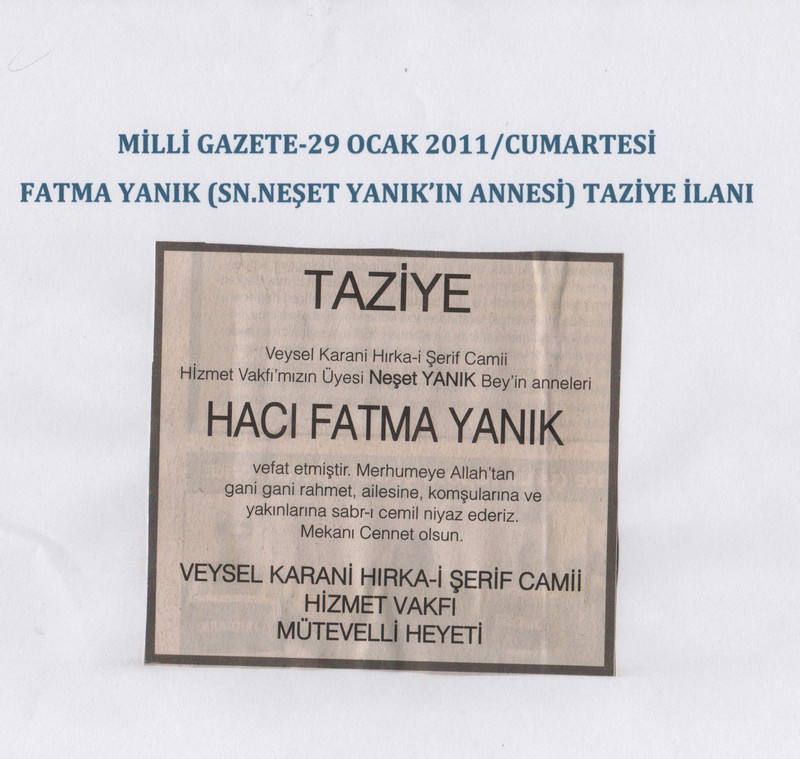 MİLLİ GAZETE-29 OCAK 2011/CUMARTESİ
FATMA YANIK (SN.NEŞET YANIK'IN ANNESİ) TAZİYE İLANI
TAZİYE
Veysel Karani Hırka-i Şerif Camii
Hizmet Vakfı'mızın Üyesi Neşet YANIK Bey'in anneleri
HACI FATMA YANIK
vefat etmiştir. Merhumeye Allah'tan
gani gani rahmet, ailesine, komşularına ve
yakınlarına sabr-ı cemil niyaz ederiz.
Mekanı Cennet olsun.
VEYSEL KARANİ HIRKA-İ ŞERİF CAMİİ
HİZMET VAKFI
MÜTEVELLİ HEYETİ